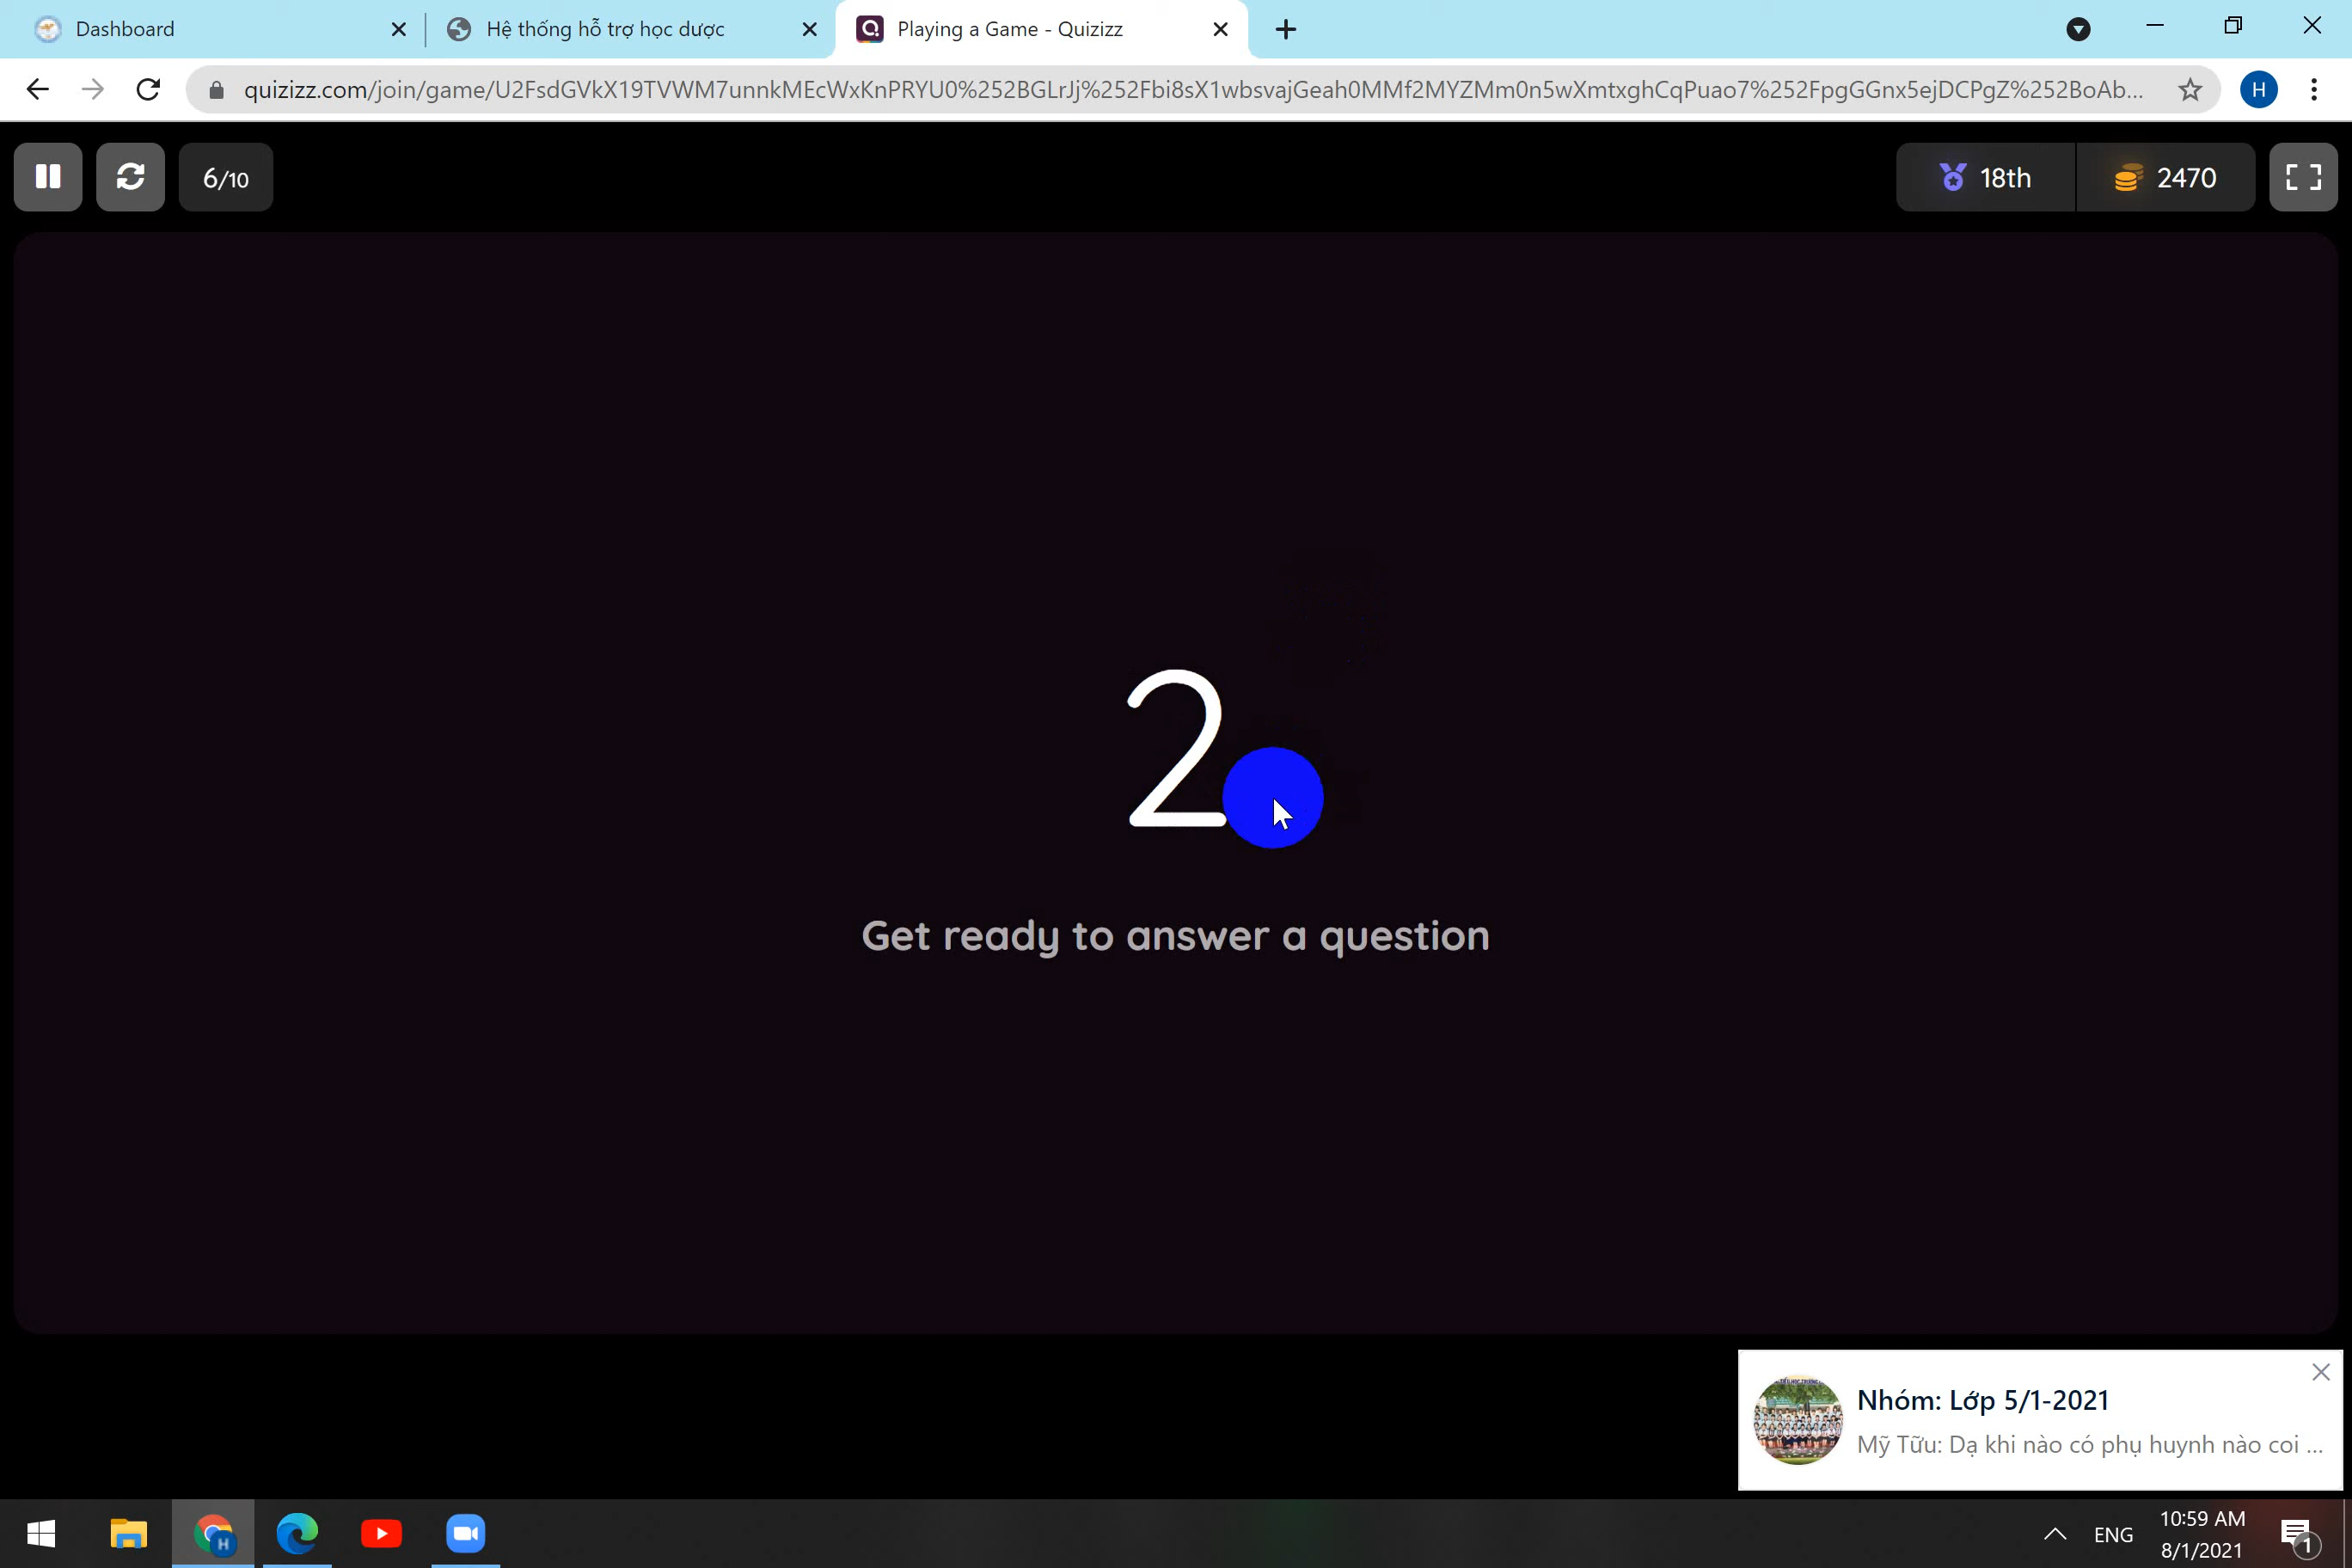 Dashboard
Hệ thống hỗ trợ học dược
Playing a Game - Quizizz
quizizz.com/join/game/U2FsdGVkX19TVWM7unnkMEcWxKnPRYU0%252BGLrJj%252Fbi8sX1wbsvajGeah0MMf2MYZMm0n5wXmtxghCqPuao7%252FpgGGnx5ejDCPgZ%252BoAb...
H
6/10
18th
2470
2
Get ready to answer a question
Nhóm: Lớp 5/1-2021
Mỹ Tửu: Dạ khi nào có phụ huynh nào coi ...
H
ENG
10:59 AM
8/1/2021
1